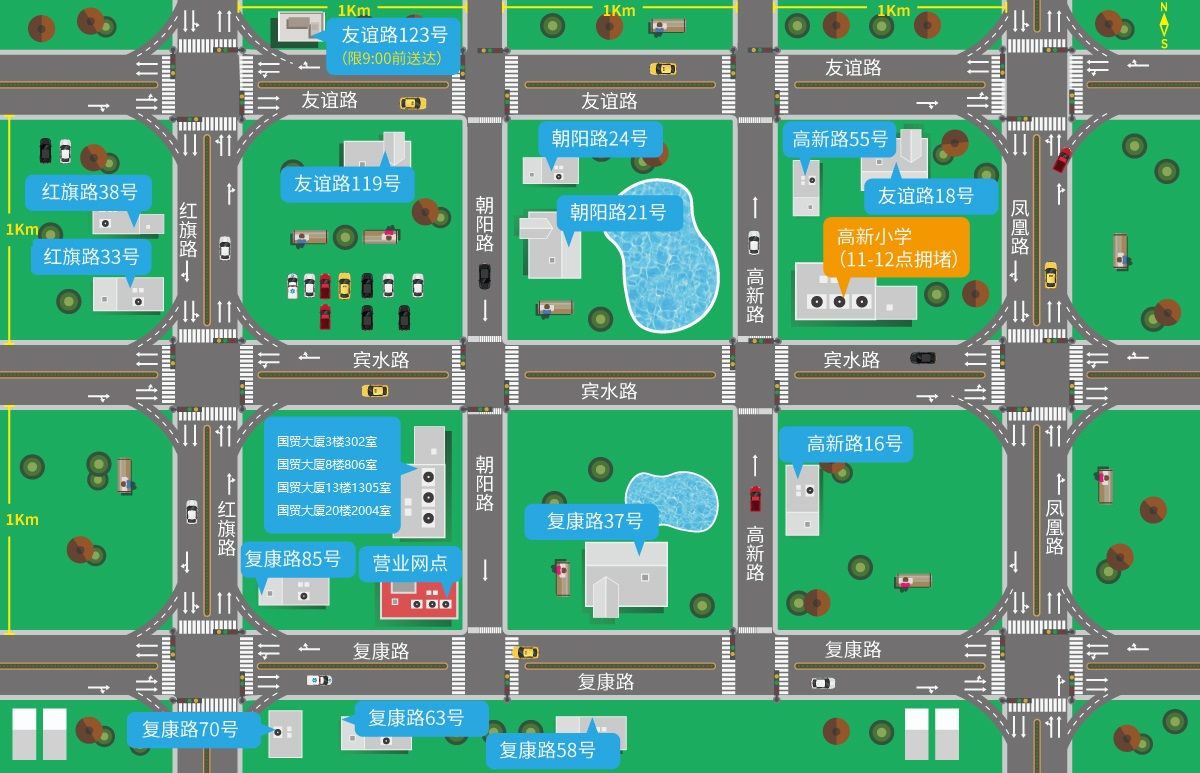 1Km
1Km
1Km
N
S
友谊路123号
（限9:00前送达）
友谊路
友谊路
友谊路
朝阳路24号
高新路55号
友谊路119号
红旗路38号
友谊路18号
朝阳路21号
红旗路
朝阳路
凤凰路
1Km
高新小学
（11-12点拥堵）
红旗路33号
高新路
宾水路
宾水路
宾水路
国贸大厦3楼302室
国贸大厦8楼806室
国贸大厦13楼1305室
国贸大厦20楼2004室
高新路16号
朝阳路
1Km
红旗路
复康路37号
凤凰路
高新路
复康路85号
营业网点
复康路
复康路
复康路
复康路70号
复康路63号
复康路58号